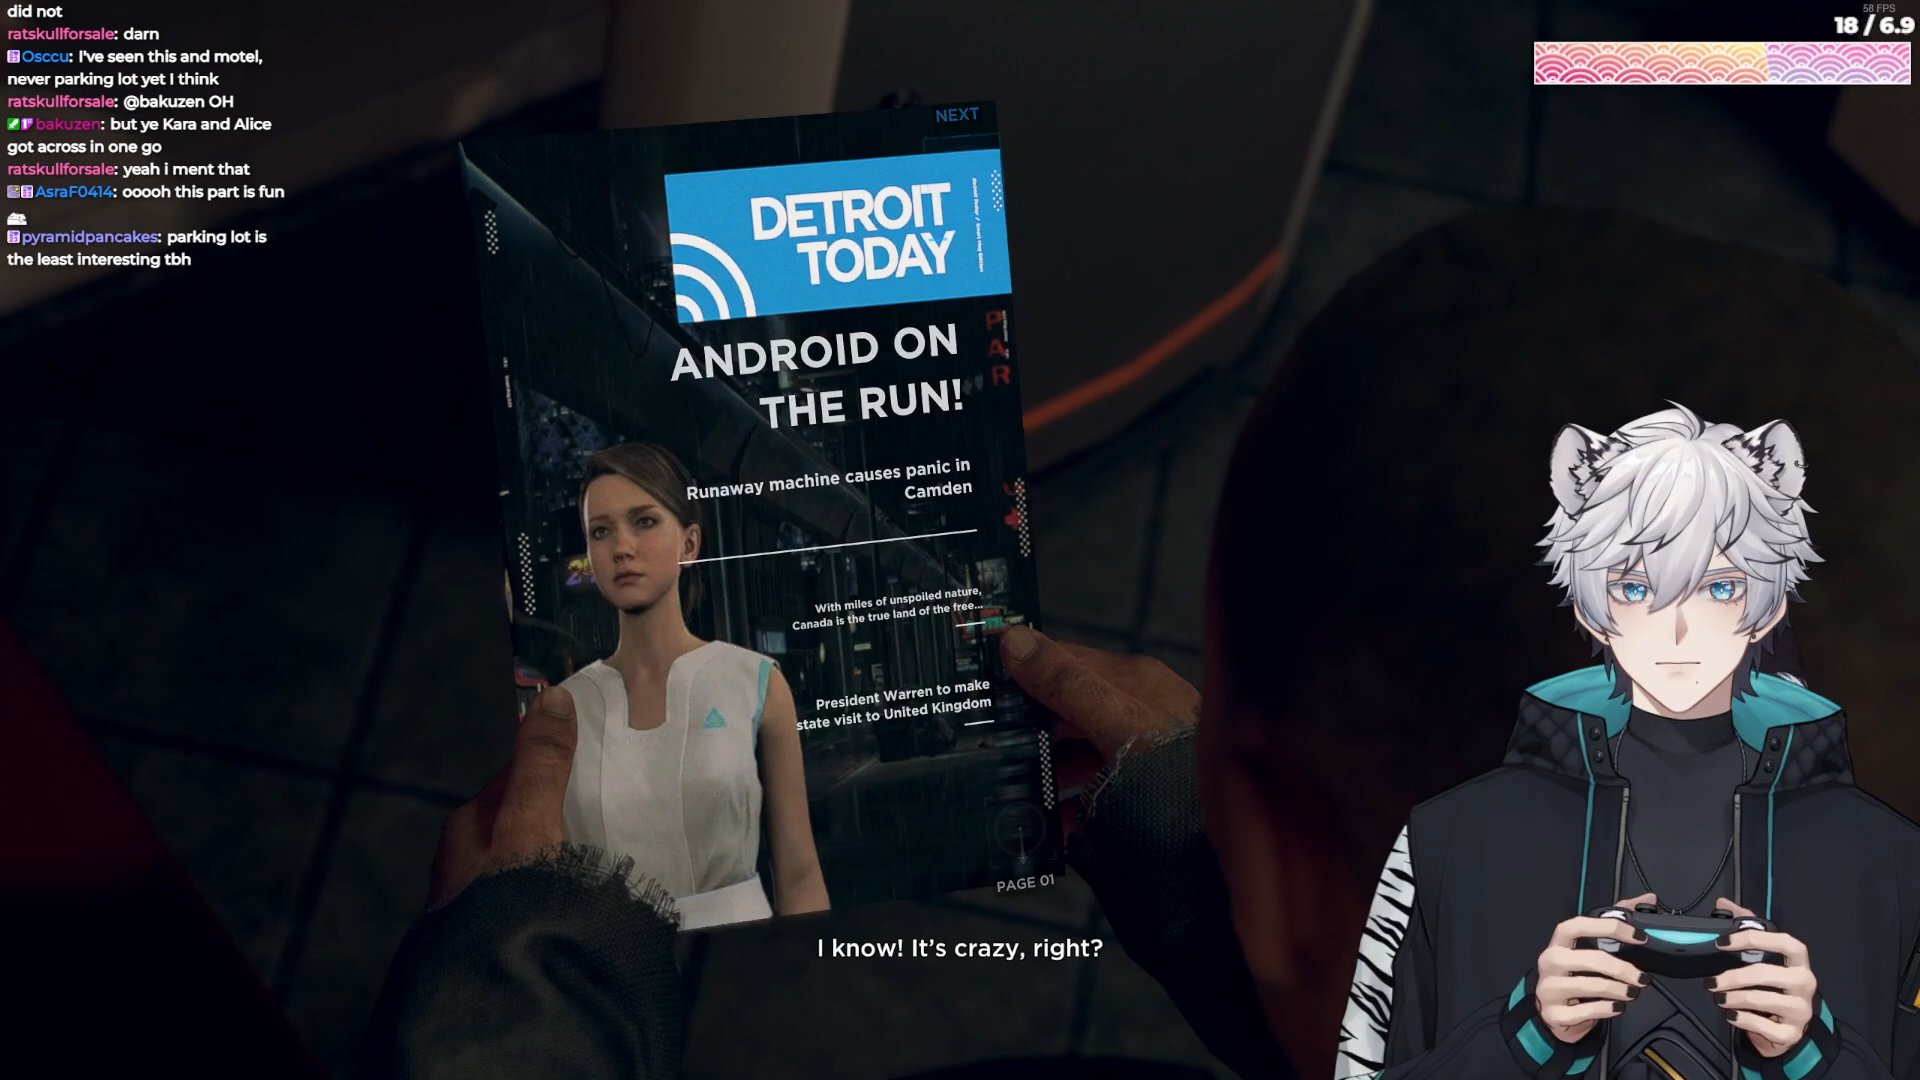 did not
ratskullforsale: darn
Osccu: I've seen this and motel,
never parking lot yet I think
ratskullforsale: @bakuzen OH
bakuzen: but ye Kara and Alice
got across in one go
ratskullforsale: yeah i ment that
AsraF0414: ooooh this part is fun
pyramidpancakes: parking lot is
the least interesting tbh
58 FPS
18 / 6.9
NEXT
DETROIT
TODAY
ANDROID ON
THE RUN!
Runaway machine causes panic in
Camden
With miles of unspoiled nature,
Canada is the true land of the free...
President Warren to make
state visit to United Kingdom
PAR
PAGE 01
I know! It's crazy, right?